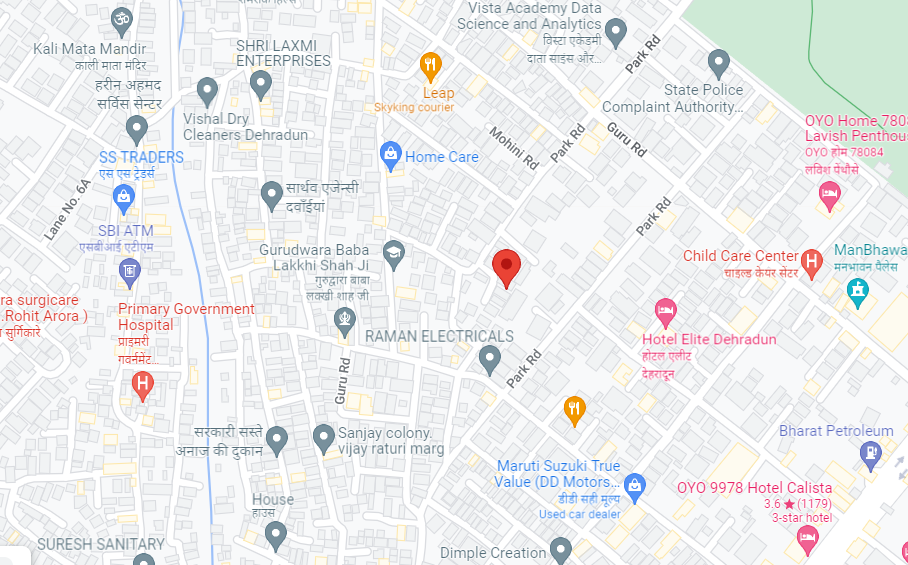 Vista Academy Data
Science and Analytics
विस्टा एकेडमी
दाता साइंस और...
Park Rd
Kali Mata Mandir
काली माता मंदिर
SHRI LAXMI
ENTERPRISES
हरीन अहमद
सर्विस सेन्टर
Leap
Skyking courier
State Police
Complaint Authority...
Vishal Dry
Cleaners Dehradun
Mohini Rd
Park Rd
Guru Rd
OYO Home 7808
Lavish Penthou
OYO होम 78084
लविश पेंथौसे
SS TRADERS
एस एस ट्रेडर्स
Home Care
सार्थव एजेन्सी
दवाँईयां
Lane No. 6A
Park Rd
SBI ATM
एसबीआई एटीएम
Gurudwara Baba
Lakkhi Shah Ji
गुरुद्वारा बाबा
लक्खी शाह जी
Child Care Center
चाइल्ड केयर सेंटर
ManBhawa
मनभावन पैलेस
ra surgicare
.Rohit Arora )
सुर्गिकारे
Primary Government
Hospital
प्राइमरी
गवर्नमेंट...
RAMAN ELECTRICALS
Hotel Elite Dehradun
होटल एलीट
देहरादून
Guru Rd
Park Rd
सरकारी सस्ते
अनाज की दुकान
Sanjay colony.
vijay raturi marg
Bharat Petroleum
Maruti Suzuki True
Value (DD Motors...
डीडी सही मूल्य
Used car dealer
OYO 9978 Hotel Calista
3.6 ★ (1179)
3-star hotel
House
हाउस
SURESH SANITARY
Dimple Creation